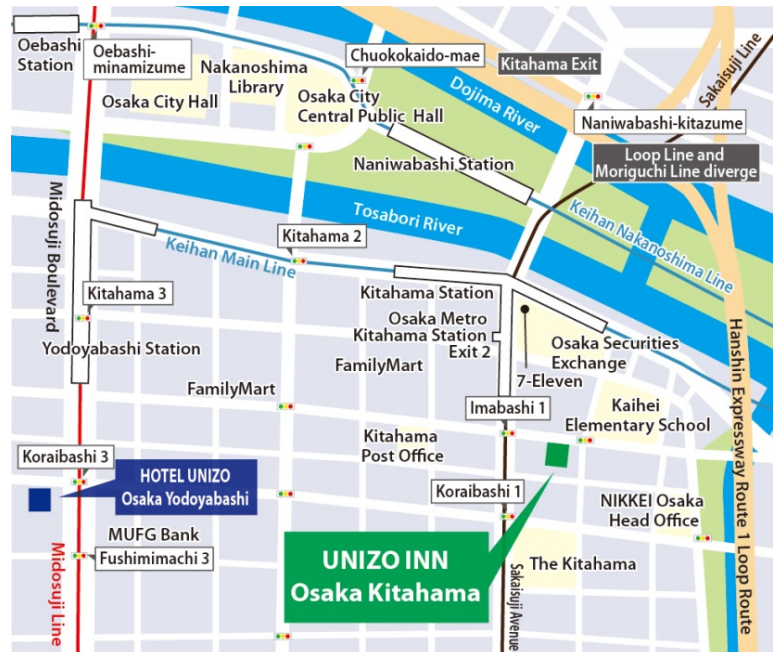 Oebashi
Station
Oebashi-
minamizume
Nakanoshima
Library
Osaka City Hall
Chuokokaido-mae
Osaka City
Central Public Hall
Kitahama Exit
Dojima River
Sakaisuji Line
Naniwabashi-kitazume
Loop Line and
Moriguchi Line diverge
Naniwabashi Station
Tosabori River
Keihan Nakanoshima Line
Midosuji Boulevard
Kitahama 2
Keihan Main Line
Kitahama 3
Yodoyabashi Station
Kitahama Station
Osaka Metro
Kitahama Station
Exit 2
Osaka Securities
Exchange
7-Eleven
FamilyMart
FamilyMart
Hanshin Expressway Route 1 Loop Route
Imabashi 1
Kaihei
Elementary School
Kitahama
Post Office
Koraibashi 3
HOTEL UNIZO
Osaka Yodoyabashi
Koraibashi 1
NIKKEI Osaka
Head Office
MUFG Bank
Fushimimachi 3
Midosuji Line
UNIZO INN
Osaka Kitahama
Sakaisuji Avenue
The Kitahama